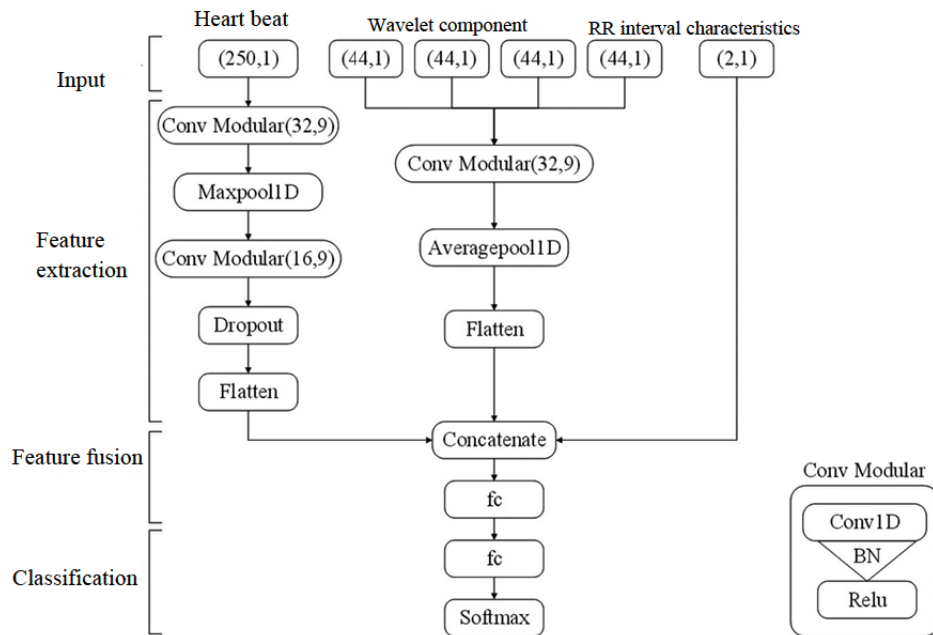 Heart beat
Wavelet component
RR interval characteristics
Input
(250,1)
(44,1)
(44,1)
(44,1)
(44,1)
(2,1)
Feature
extraction
Conv Modular(32,9)
Maxpool1D
Conv Modular(16,9)
Dropout
Flatten
Conv Modular(32,9)
Averagepool1D
Flatten
Feature fusion
Concatenate
fc
Classification
fc
Softmax
Conv Modular
Conv1D
BN
Relu